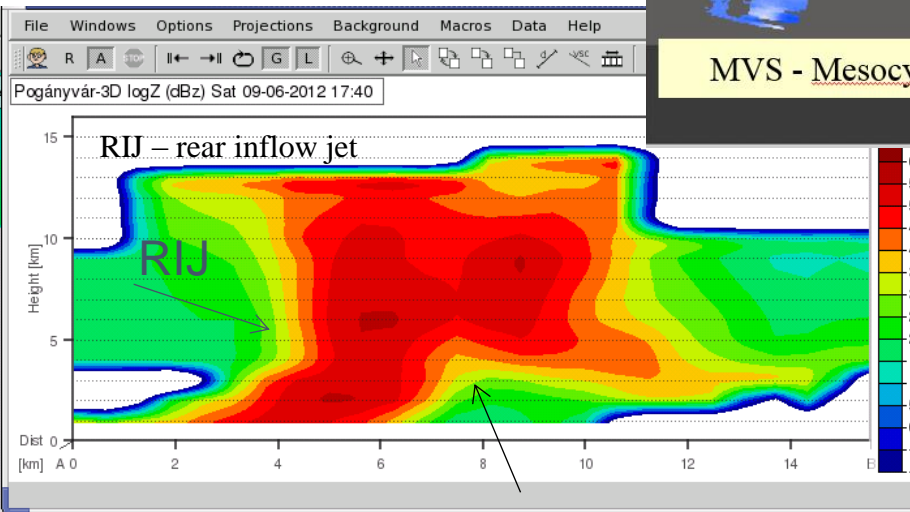 File Windows Options Projections Background Macros Data Help
R A STOP G L VSC
MVS - Mesocy
Pogányvár-3D logZ (dBz) Sat 09-06-2012 17:40
RIJ – rear inflow jet
15
10
RIJ
Height [km]
5
Dist 0
[km] A 0 2 4 6 8 10 12 14 B